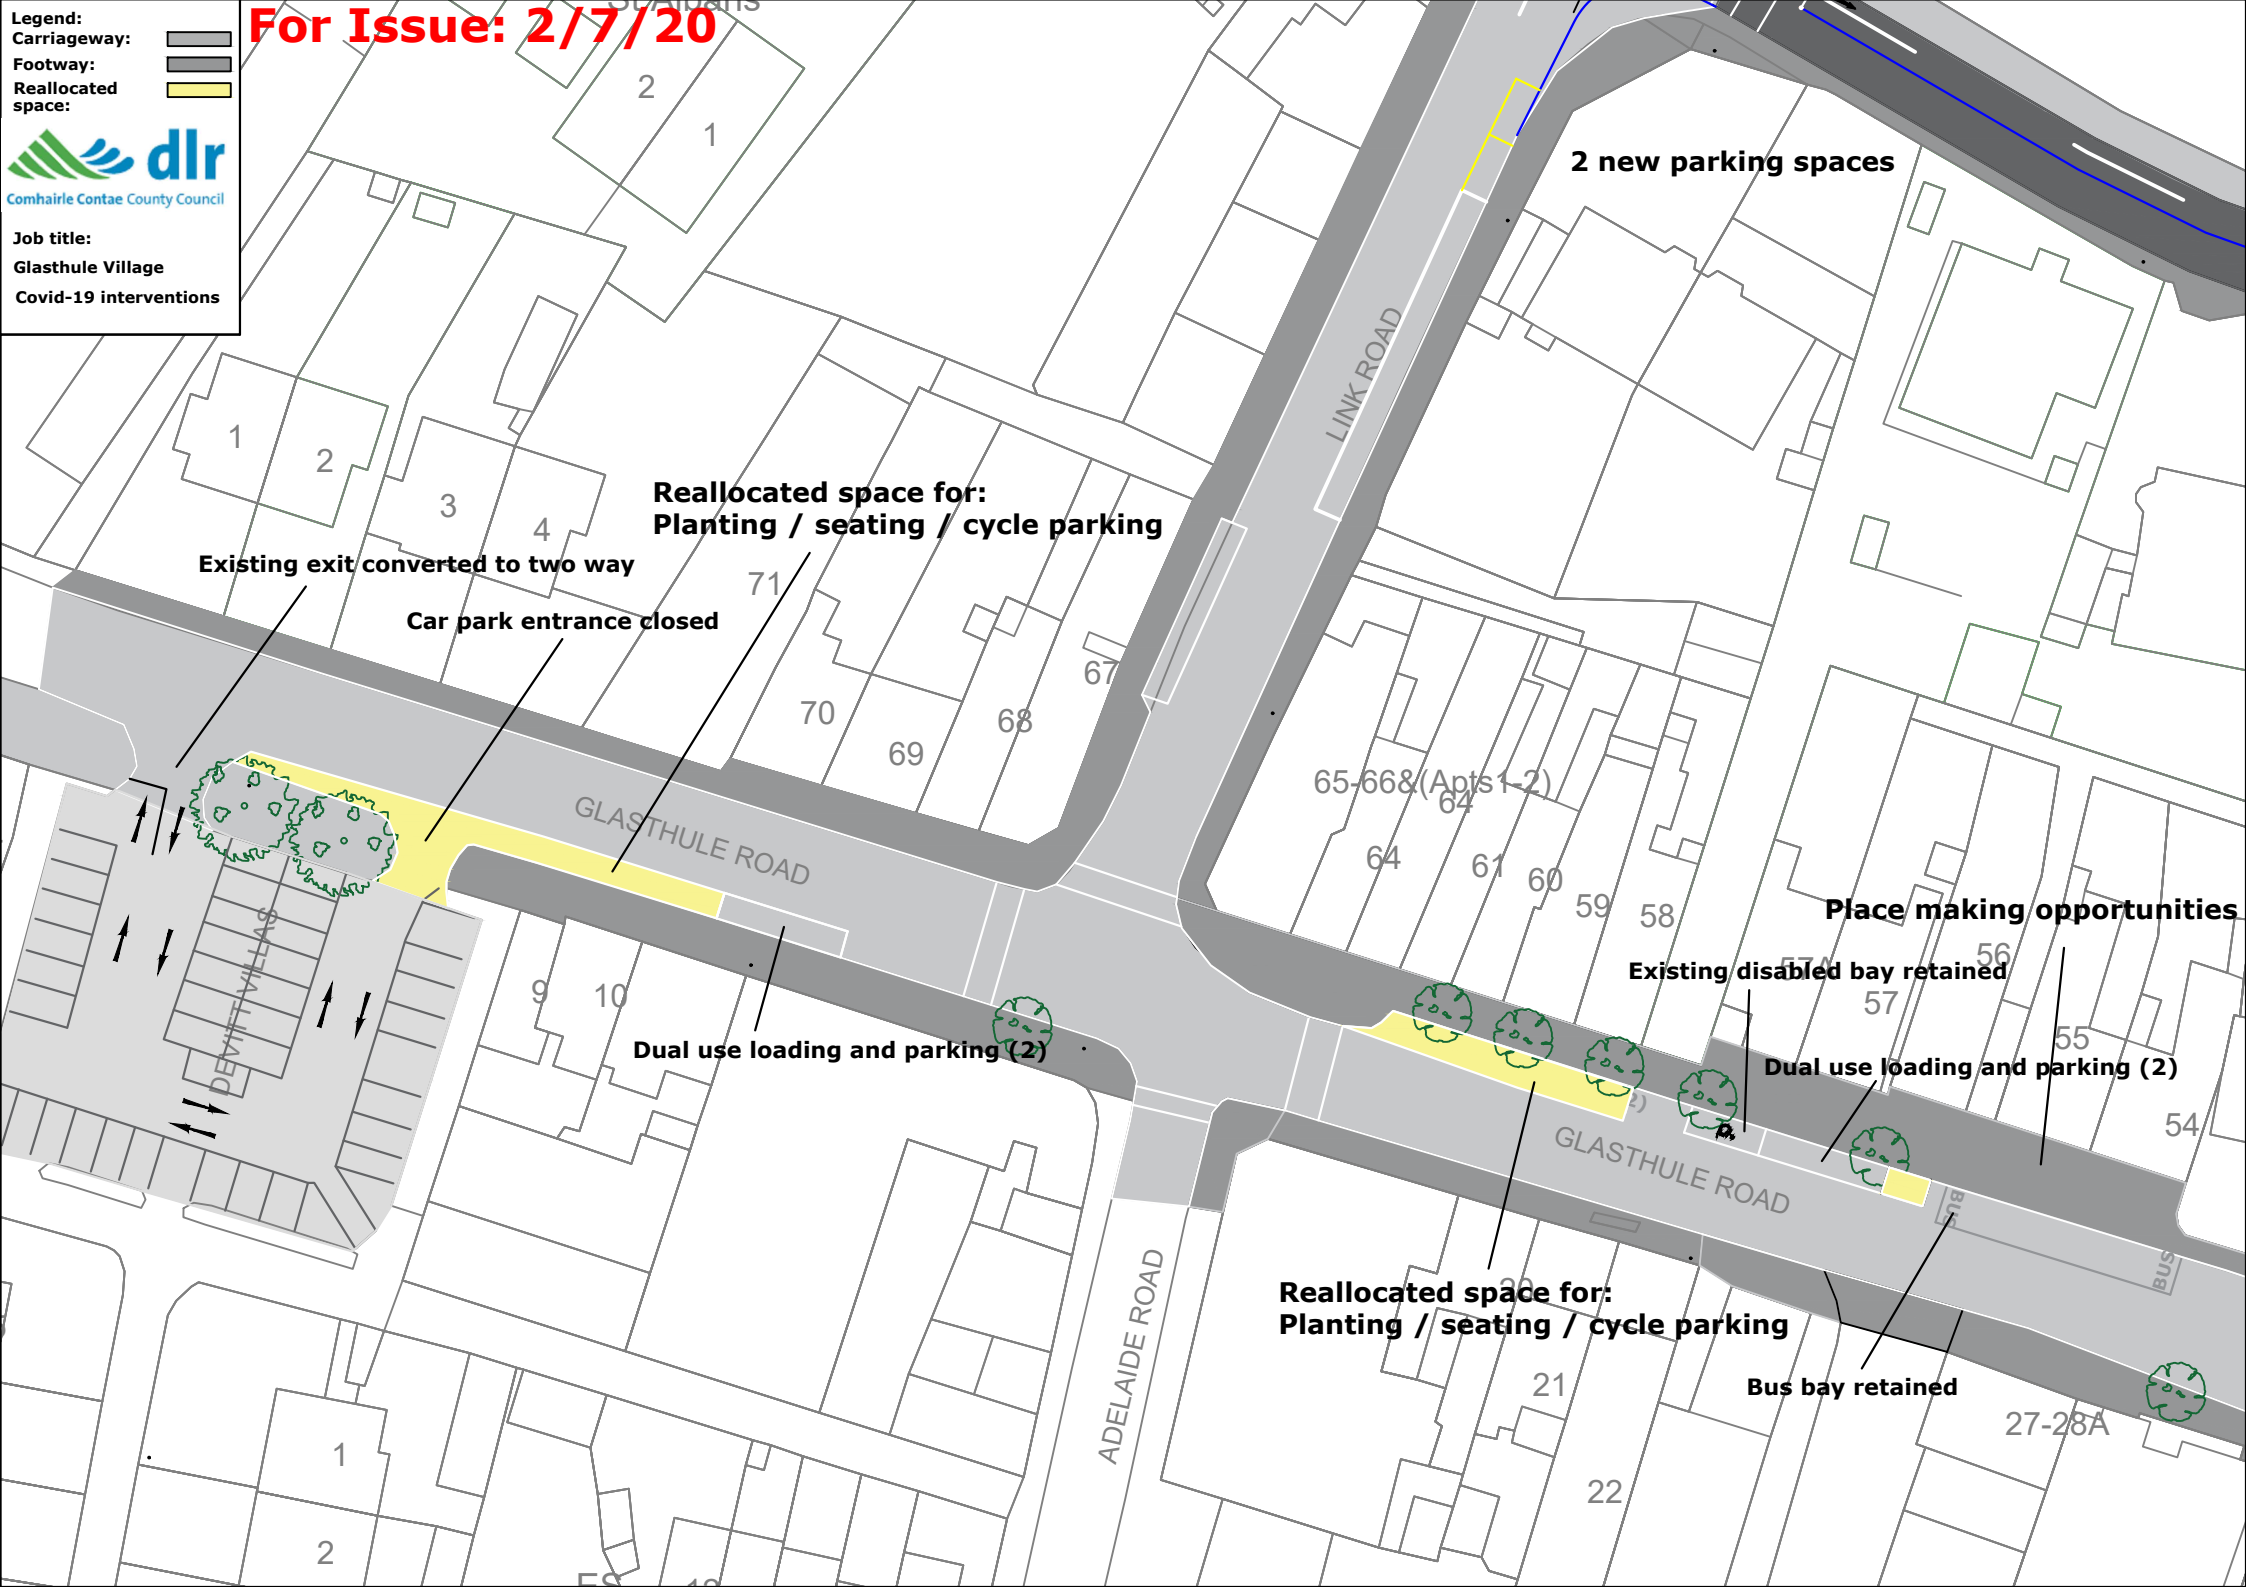 Legend:
Carriageway:
Footway:
Reallocated
space:
dlr
Comhairle Contae County Council
Job title:
Glasthule Village
Covid-19 interventions
For Issue: 2/7/20
St Albans
2
1
2 new parking spaces
LINK ROAD
1
2
3
4
Reallocated space for:
Planting / seating / cycle parking
Existing exit converted to two way
71
Car park entrance closed
67
70
68
69
65-66&(Apts1-2)
64
64
61
60
59
58
GLASTHULE ROAD
Place making opportunities
56
Existing disabled bay retained
57A
57
DEVITT VILLAS
9
10
Dual use loading and parking (2)
55
Dual use loading and parking (2)
2)
54
GLASTHULE ROAD
BUS
BUS
ADELAIDE ROAD
20
Reallocated space for:
Planting / seating / cycle parking
21
Bus bay retained
27-28A
1
22
2
ES